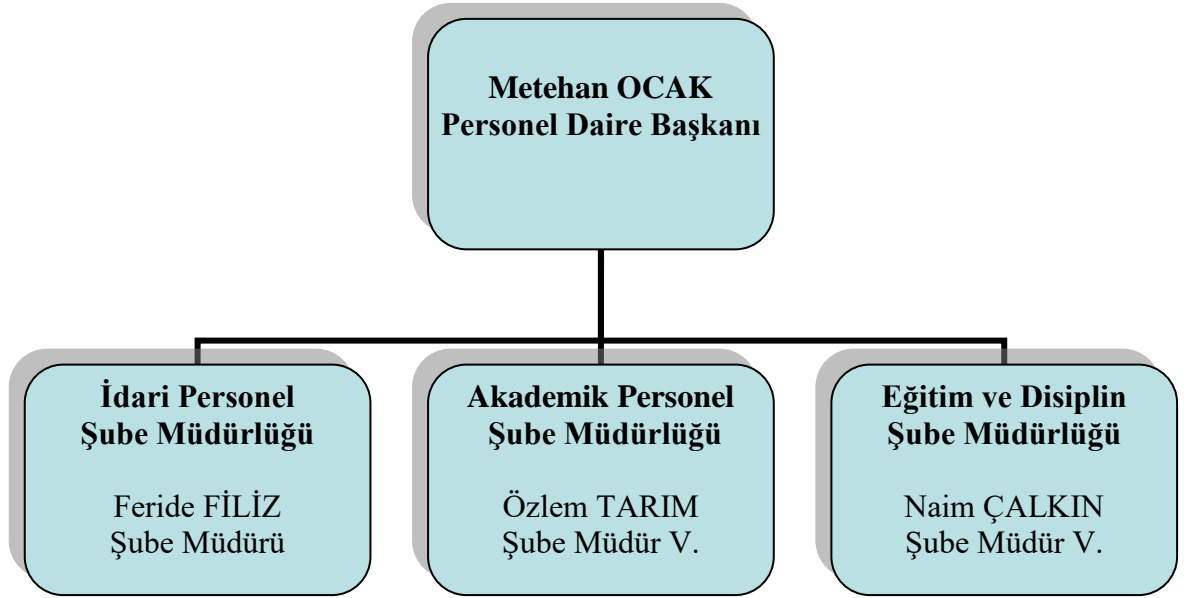 Metehan OCAK
Personel Daire Başkanı
İdari Personel
Şube Müdürlüğü
Feride FİLİZ
Şube Müdürü
Akademik Personel
Şube Müdürlüğü
Özlem TARIM
Şube Müdür V.
Eğitim ve Disiplin
Şube Müdürlüğü
Naim ÇALKIN
Şube Müdür V.